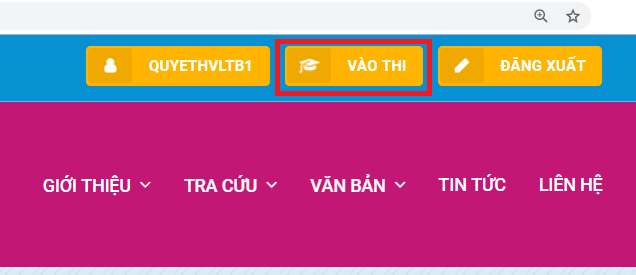 QUYETHVLTB1 VÀO THI ĐĂNG XUẤT
GIỚI THIỆU TRA CỨU VĂN BẢN TIN TỨC LIÊN HỆ